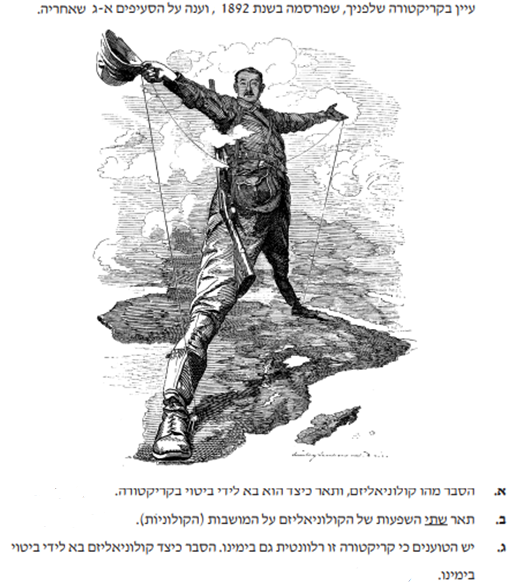 עיין בקריקטורה שלפניך, שפורסמה בשנת 1892 , וענה על הסעיפים א-ג שאחריה.
א. הסבר מהו קולוניאליזם, ותאר כיצד הוא בא לידי ביטוי בקריקטורה.
ב. תאר שתי השפעות של הקולוניאליזם על המושבות (הקולוניות).
ג. יש הטוענים כי קריקטורה זו רלוונטית גם בימינו. הסבר כיצד קולוניאליזם בא לידי ביטוי
בימינו.